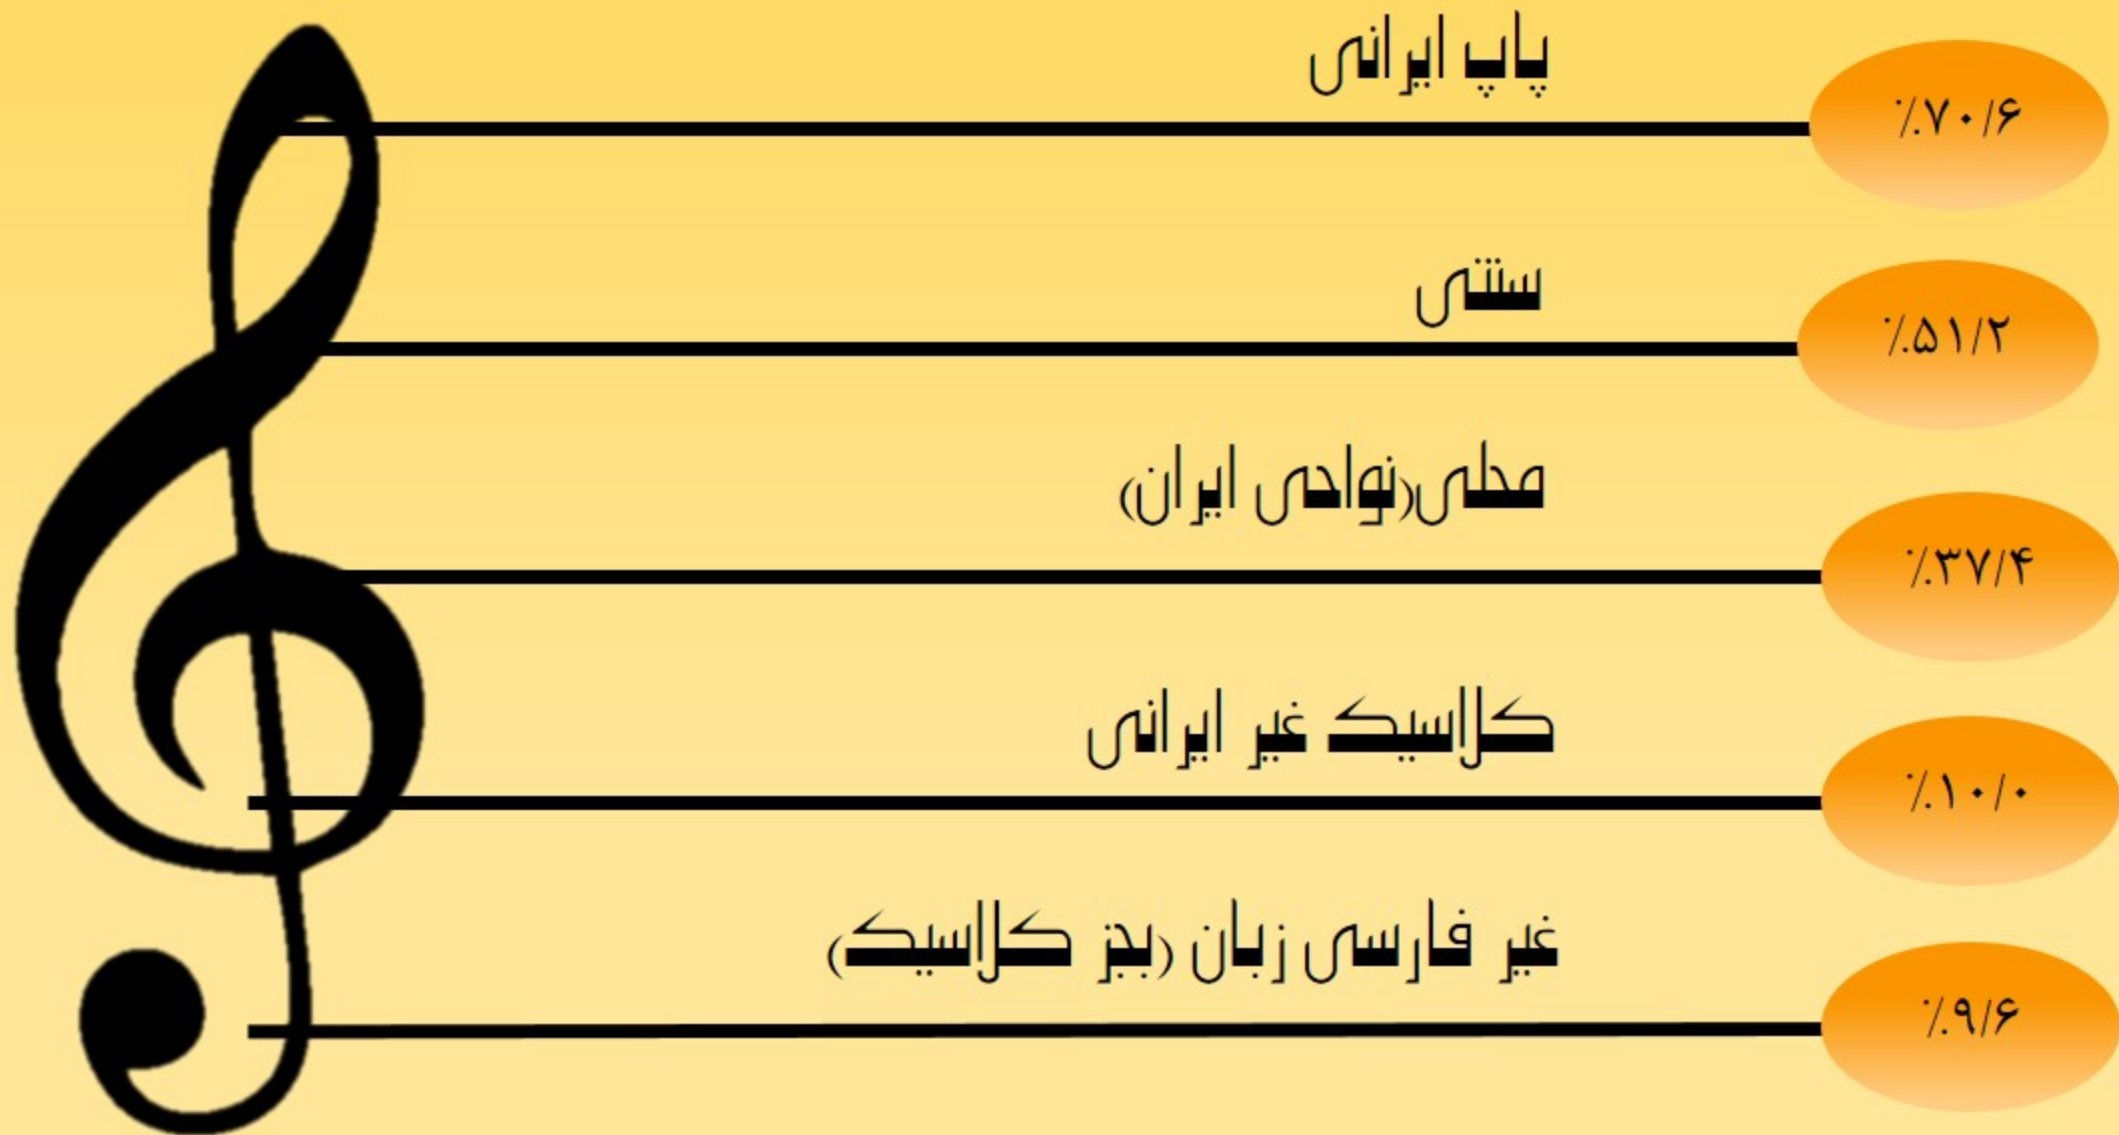 پاپ ایرانی
٪۷۰/۶
سنتی
٪۵۱/۲
محلی(نواحی ایران)
٪۳۷/۴
کلاسیک غیر ایرانی
٪۱۰/۰
غیر فارسی زبان (بجز کلاسیک)
٪۹/۶